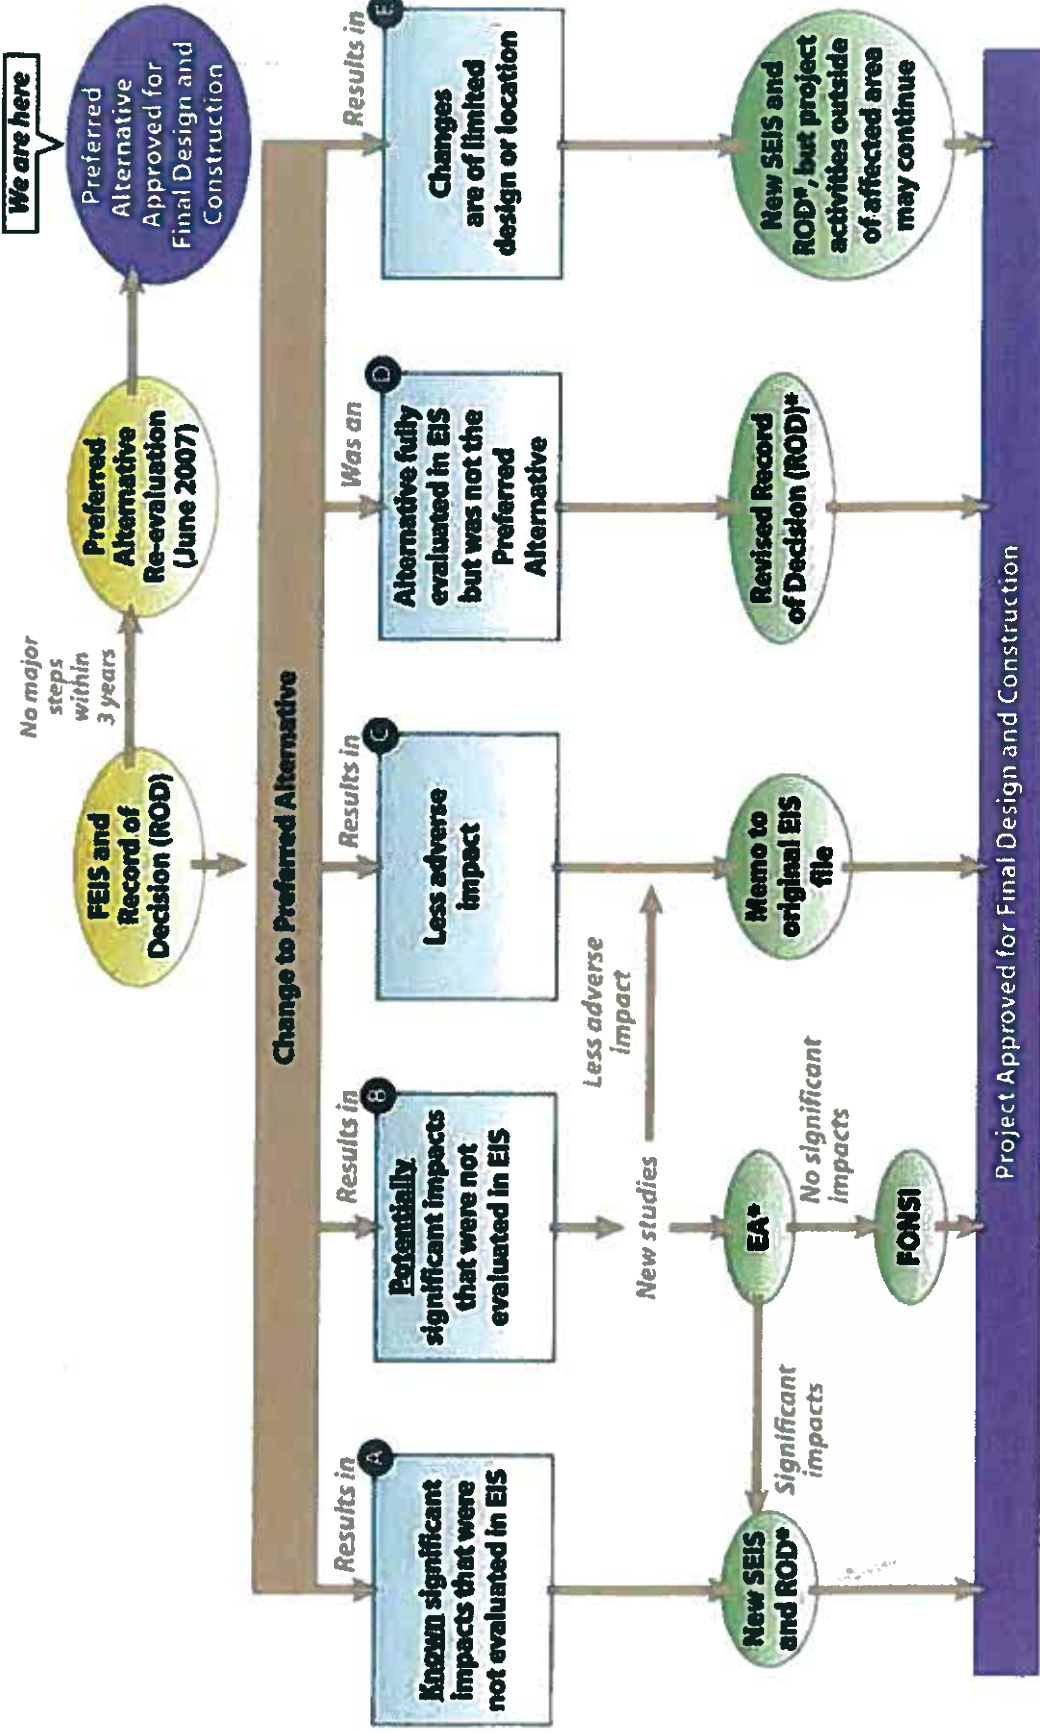 We are here
No major
steps
within
3 years
FEIS and
Record of
Decision (ROD)
Preferred
Alternative
Re-evaluation
(June 2007)
Preferred
Alternative
Approved for
Final Design and
Construction
Change to Preferred Alternative
Results in
A
Known significant
impacts that were
not evaluated in EIS
Results in
B
Potentially
significant impacts
that were not
evaluated in EIS
Results in
C
Less adverse
impact
Was an
D
Alternative fully
evaluated in EIS
but was not the
Preferred
Alternative
Results in
E
Changes
are of limited
design or location
New studies
Less adverse
impact
New SEIS
and ROD*
Significant
impacts
EA*
No significant
impacts
FONSI
Memo to
original EIS
file
Revised Record
of Decision (ROD)*
New SEIS and
ROD*, but project
activities outside
of affected area
may continue
Project Approved for Final Design and Construction